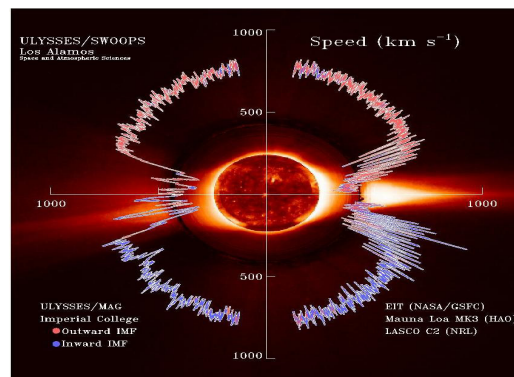 ULYSSES/SWOOPS
Los Alamos
Space and Atmospheric Sciences
Speed (km s⁻¹)
1000
500
1000
1000
500
1000
ULYSSES/MAG
Imperial College
Outward IMF
Inward IMF
EIT (NASA/GSFC)
Mauna Loa MK3 (HAO)
LASCO C2 (NRL)